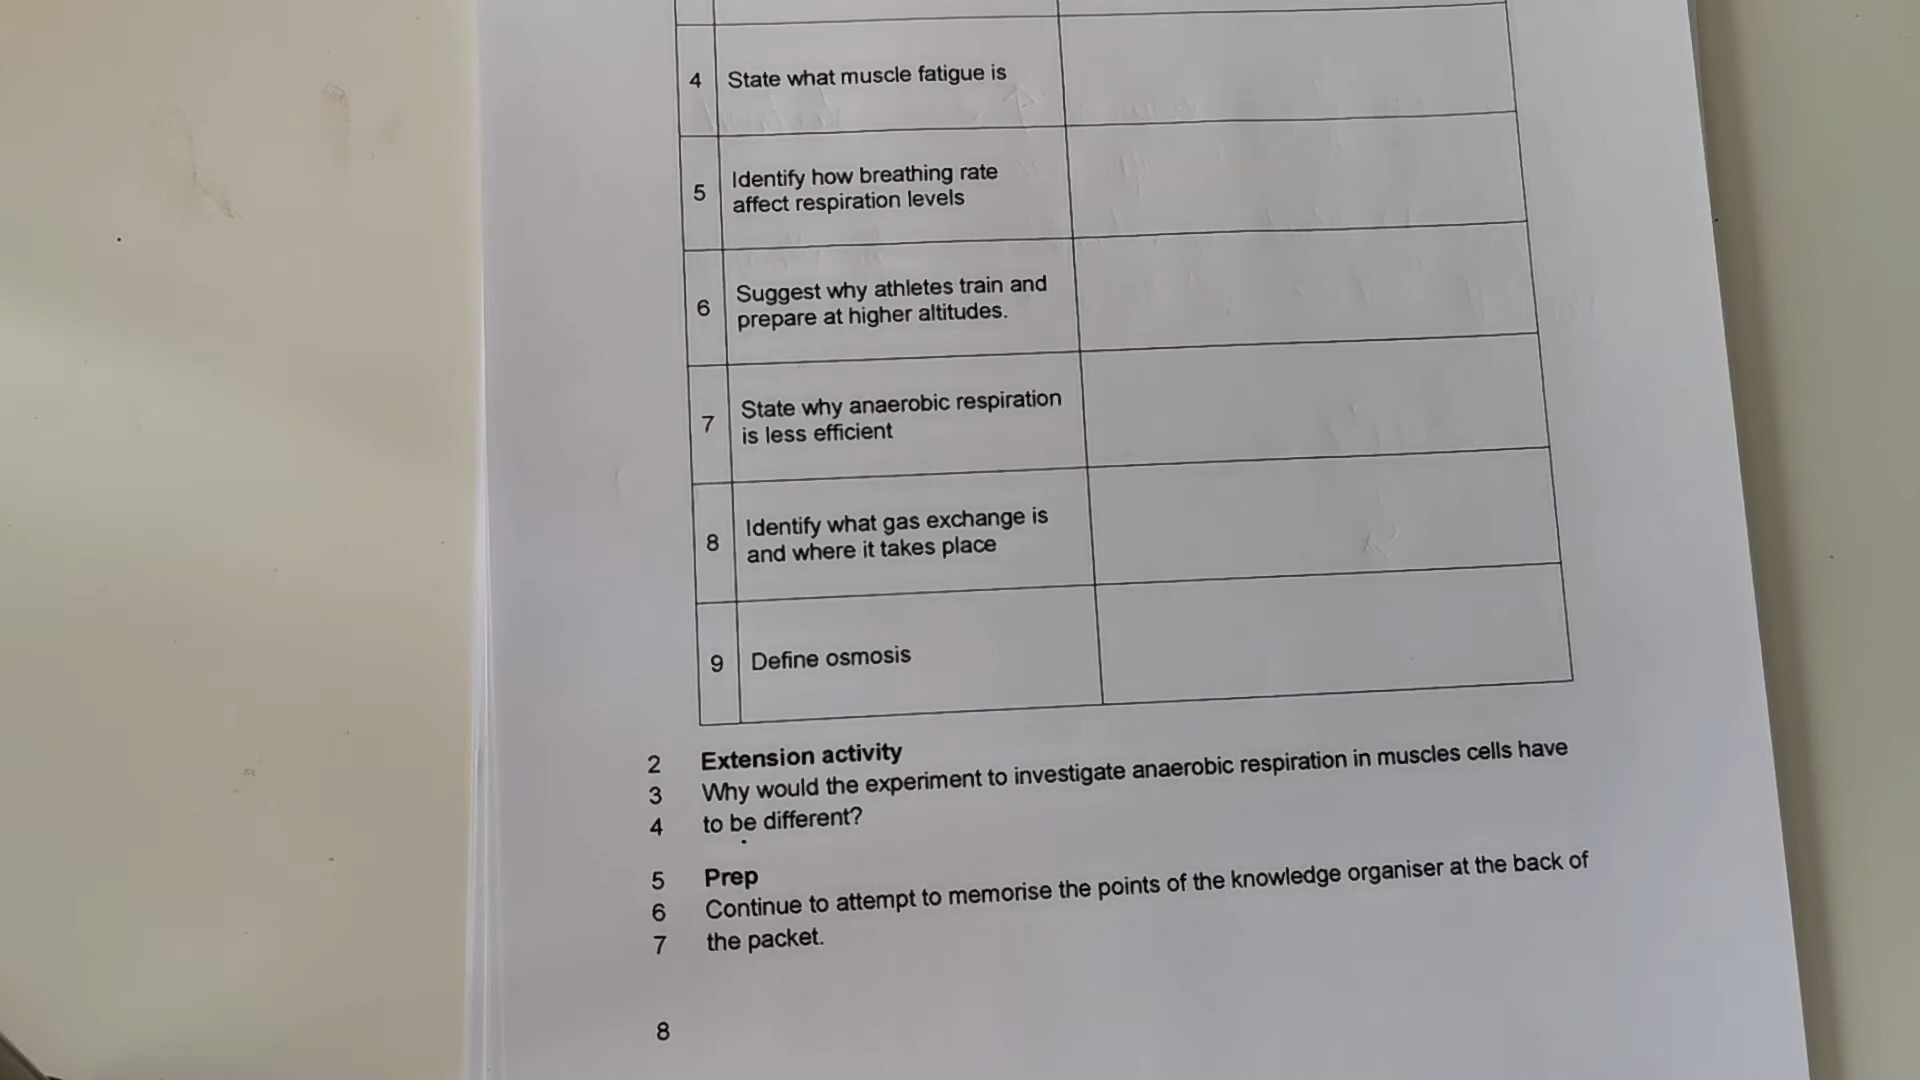 4 State what muscle fatigue is
5 Identify how breathing rate
affect respiration levels
6 Suggest why athletes train and
prepare at higher altitudes.
7 State why anaerobic respiration
is less efficient
8 Identify what gas exchange is
and where it takes place
9 Define osmosis
2 Extension activity
3 Why would the experiment to investigate anaerobic respiration in muscles cells have
4 to be different?
5 Prep
6 Continue to attempt to memorise the points of the knowledge organiser at the back of
7 the packet.
8